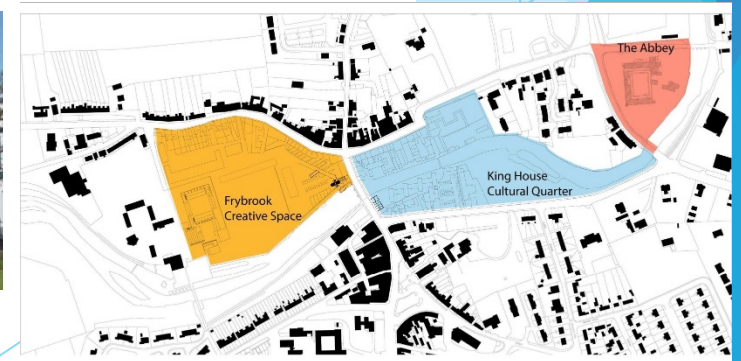 The Abbey
King House
Cultural Quarter
Frybrook
Creative Space